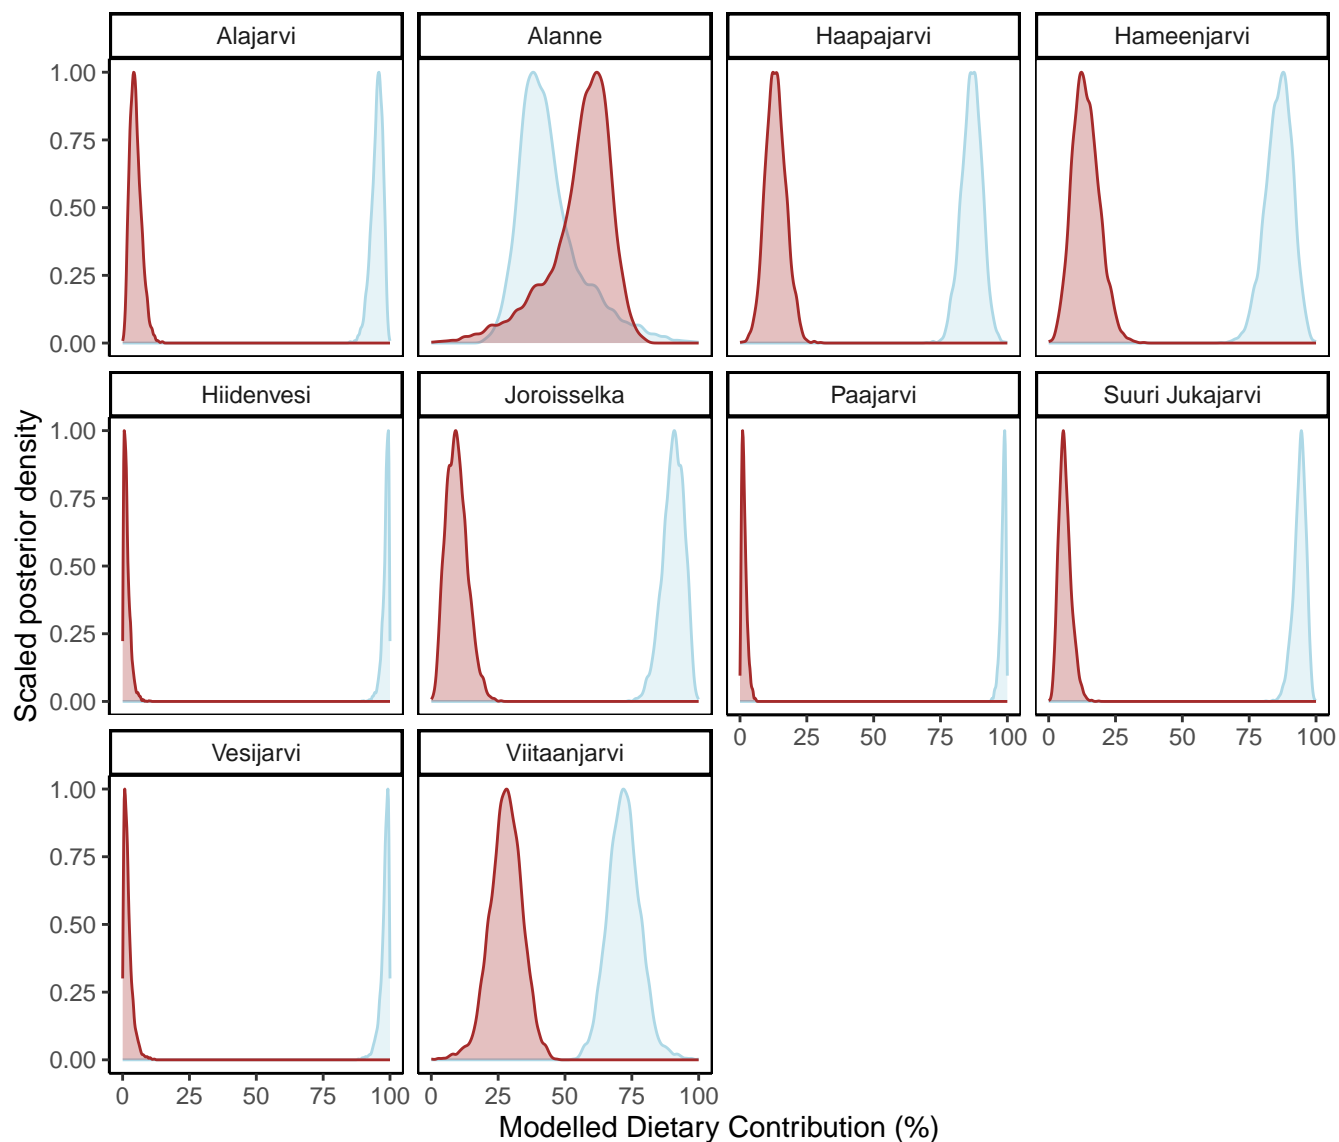 Alajarvi Alanne Haapajarvi Hameenjarvi
1.00
0.75
0.50
0.25
0.00
Hiidenvesi Joroisselka Paajarvi Suuri Jukajarvi
Scaled posterior density
1.00
0.75
0.50
0.25
0.00
0 25 50 75 100 0 25 50 75 100
Vesijarvi Viitaanjarvi
1.00
0.75
0.50
0.25
0.00
0 25 50 75 100 0 25 50 75 100
Modelled Dietary Contribution (%)